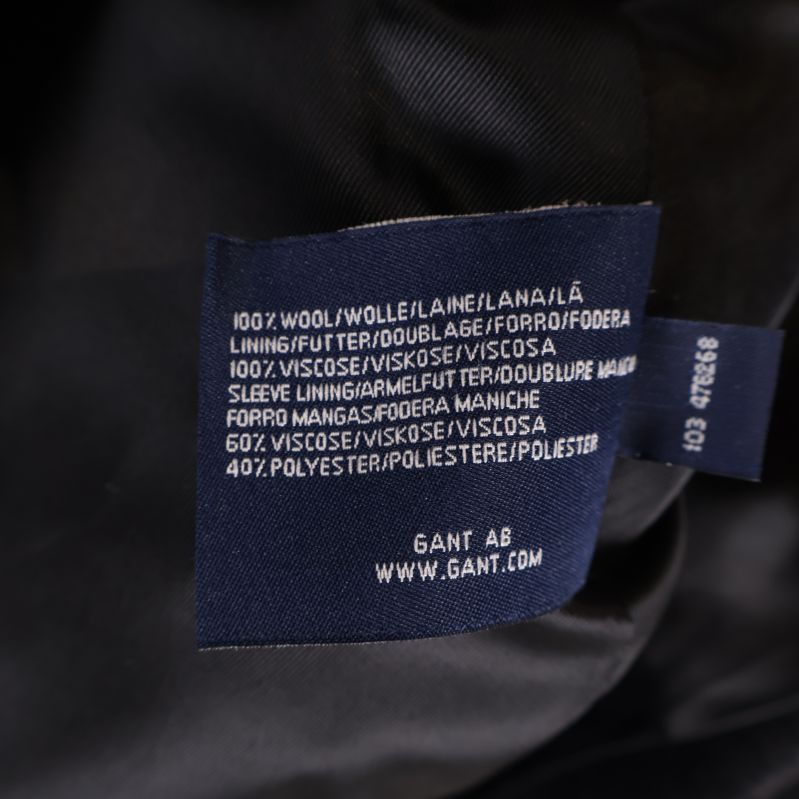 100% WOOL/WOLLE/LAINE/LANA/LÃ
LINING/FUTTER/DOUBLAGE/FORRO/FODERA
100% VISCOSE/VISKOSE/VISCOSA
SLEEVE LINING/ARMELFUTTER/DOUBLURE
FORRO MANGAS/FODERA MANICHE
60% VISCOSE/VISKOSE/VISCOSA
40% POLYESTER/POLIESTERE/POLIESTER
GANT AB
WWW.GANT.COM
103 478268